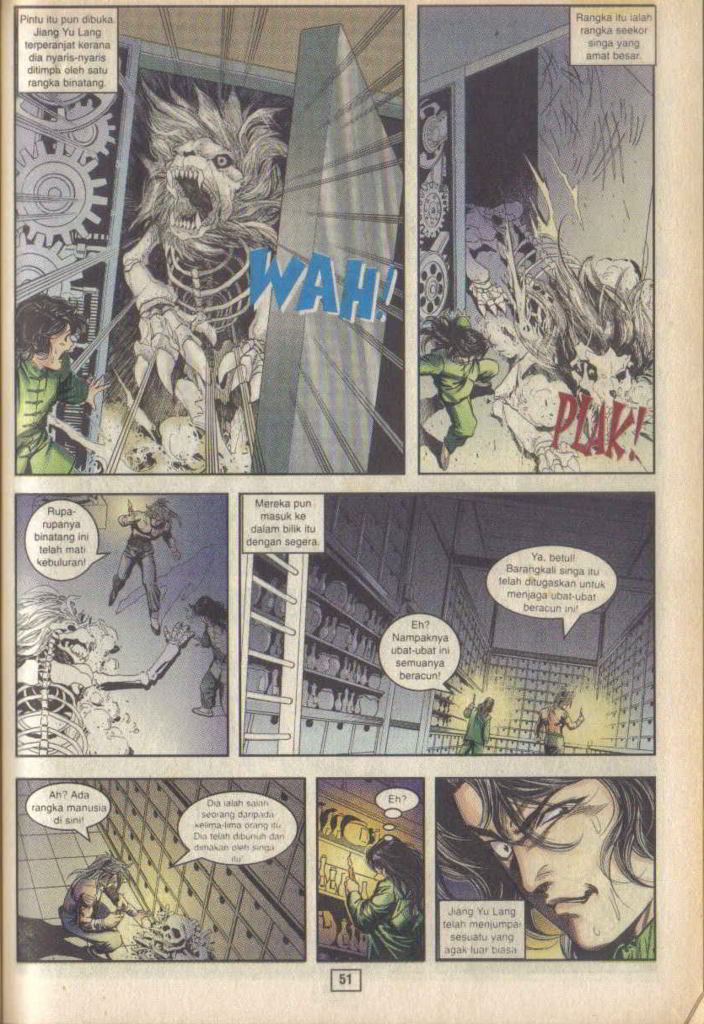 Pintu itu pun dibuka.
Jiang Yu Lang
terperanjat kerana
dia nyaris-nyaris
ditimpa oleh satu
rangka binatang.
WAH!
Rangka itu ialah
rangka seekor
singa yang
amat besar.
PLAK!
Rupa-
rupanya
binatang ini
telah mati
kebuluran!
Mereka pun
masuk ke
dalam bilik itu
dengan segera.
Eh?
Nampaknya
ubat-ubat ini
semuanya
beracun!
Ya, betul!
Barangkali singa itu
telah ditugaskan untuk
menjaga ubat-ubat
beracun ini!
Ah? Ada
rangka manusia
di sini!
Dia ialah salah
seorang daripada
kelima-lima orang itu.
Dia telah dibunuh dan
dimakan oleh singa
itu!
Eh?
Jiang Yu Lang
telah menjumpai
sesuatu yang
agak luar biasa.
51